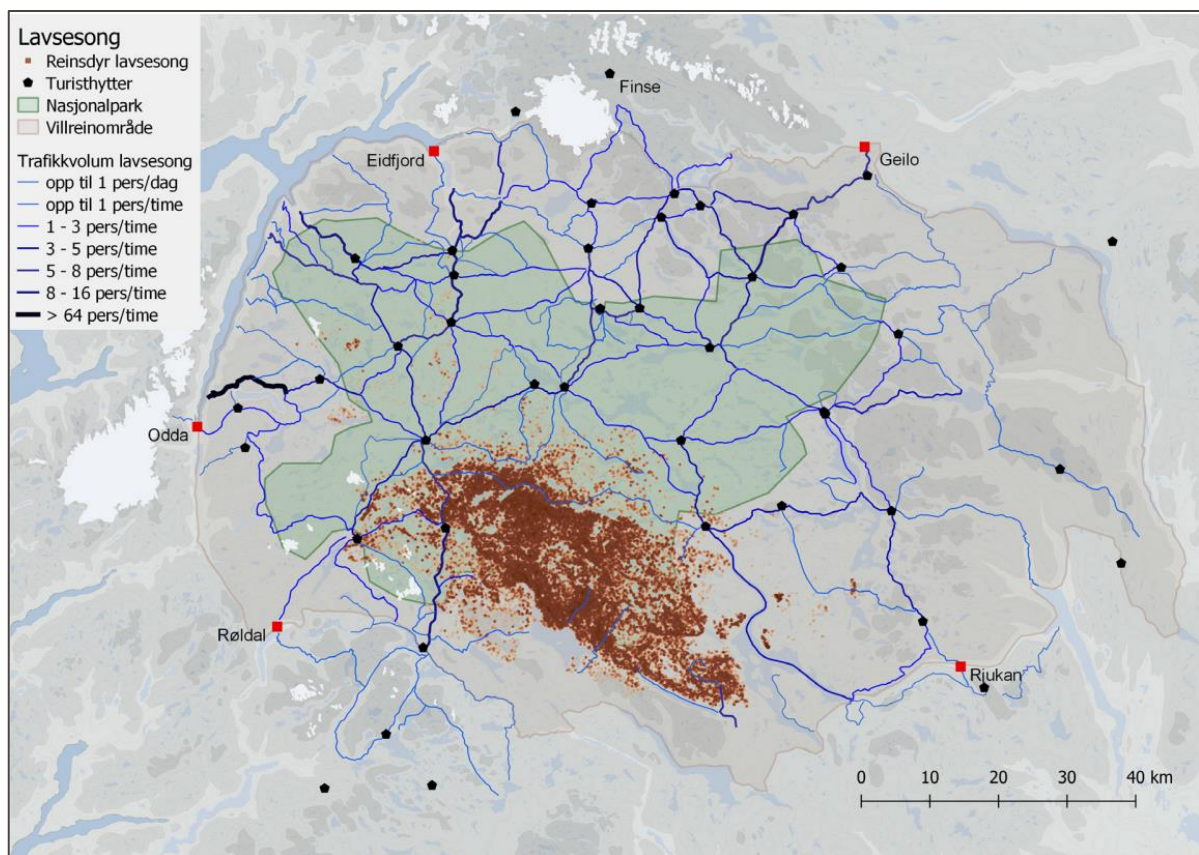 Lavsesong
Reinsdyr lavsesong
Turisthytter
Nasjonalpark
Villreinområde
Trafikkvolum lavsesong
opp til 1 pers/dag
opp til 1 pers/time
1 - 3 pers/time
3 - 5 pers/time
5 - 8 pers/time
8 - 16 pers/time
> 64 pers/time
Finse
Eidfjord
Geilo
Odda
Røldal
Rjukan
0 10 20 30 40 km